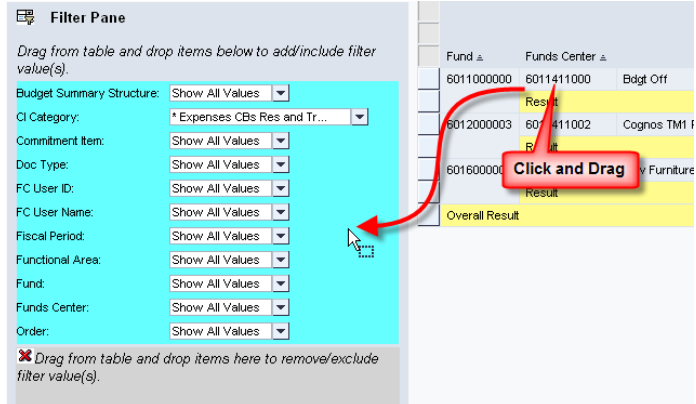 Filter Pane
Drag from table and drop items below to add/include filter
value(s).
Budget Summary Structure: Show All Values
CI Category: * Expenses CBs Res and Tr...
Commitment Item: Show All Values
Doc Type: Show All Values
FC User ID: Show All Values
FC User Name: Show All Values
Fiscal Period: Show All Values
Functional Area: Show All Values
Fund: Show All Values
Funds Center: Show All Values
Order: Show All Values
Drag from table and drop items here to remove/exclude
filter value(s).
Fund Funds Center
6011000000 6011411000 Bdgt Off
Result
6012000003 Cognos TM1
Result
Click and Drag
Furniture
Result
Overall Result